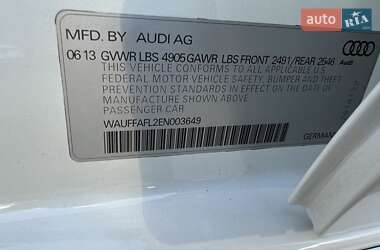 auto RIA
MFD. BY AUDI AG
06 13 GVWR LBS 4905 GAWR LBS FRONT 2491/REAR 2546
Audi
THIS VEHICLE CONFORMS TO ALL APPLICABLE
FEDERAL MOTOR VEHICLE SAFETY, BUMPER AND THEFT
PREVENTION STANDARDS IN EFFECT ON THE DATE OF
MANUFACTURE SHOWN ABOVE.
PASSENGER CAR
WAUFFAFL2EN003649
GERMANY